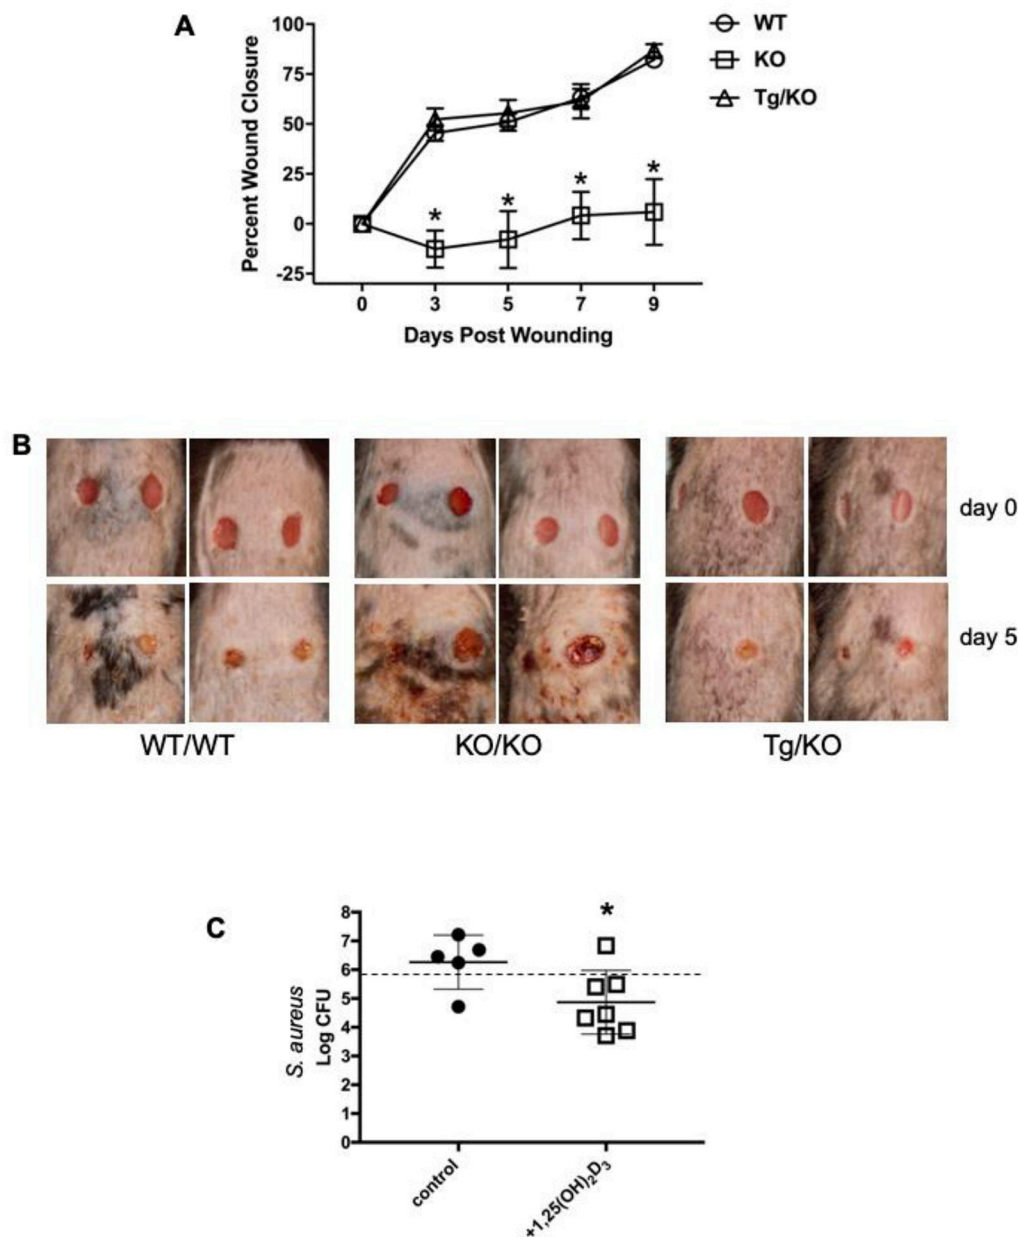 A
Percent Wound Closure
100
75
50
25
0
-25
* * * *
0 3 5 7 9
Days Post Wounding
WT
KO
Tg/KO
B
day 0
day 5
WT/WT KO/KO Tg/KO
C
S. aureus
Log CFU
8
7
6
5
4
3
2
1
0
*
control
+1,25(OH)₂D₃